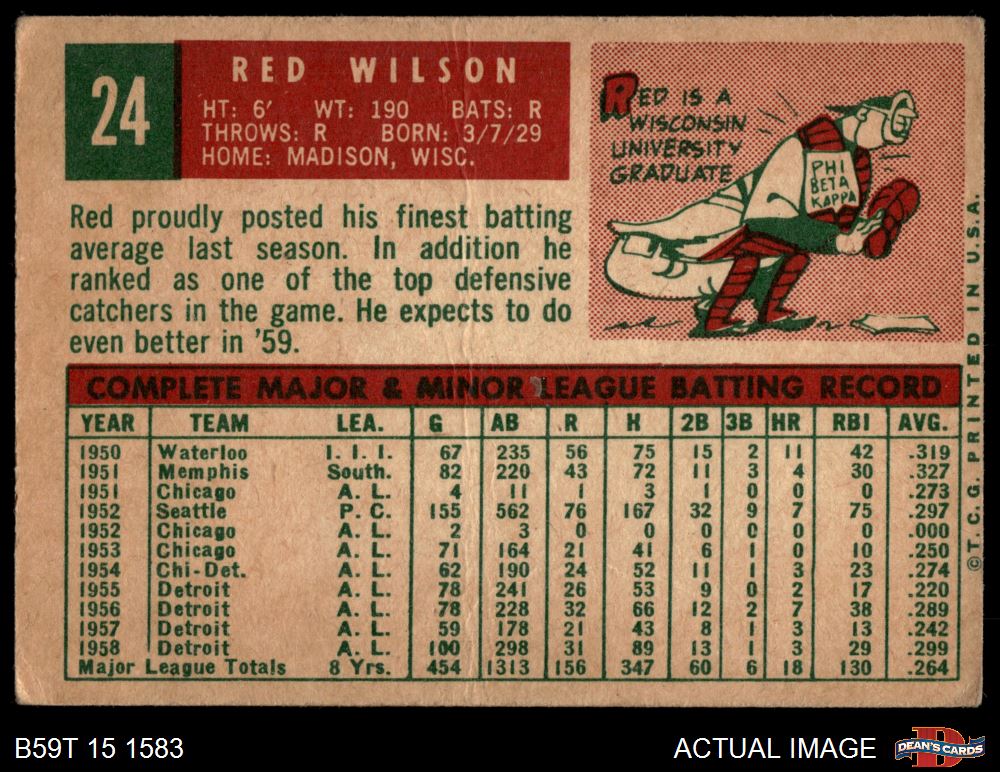 24
RED WILSON
HT: 6' WT: 190 BATS: R
THROWS: R BORN: 3/7/29
HOME: MADISON, WISC.
RED IS A
WISCONSIN
UNIVERSITY
GRADUATE
PHI
BETA
KAPPA
Red proudly posted his finest batting
average last season. In addition he
ranked as one of the top defensive
catchers in the game. He expects to do
even better in '59.
COMPLETE MAJOR & MINOR LEAGUE BATTING RECORD
YEAR TEAM LEA. G AB R H 2B 3B HR RBI AVG.
1950 Waterloo I. I. I. 67 235 56 75 15 2 11 42 .319
1951 Memphis South. 82 220 43 72 11 3 4 30 .327
1951 Chicago A. L. 4 11 1 3 1 0 0 0 .273
1952 Seattle P. C. 155 562 76 167 32 9 7 75 .297
1952 Chicago A. L. 2 3 0 0 0 0 0 0 .000
1953 Chicago A. L. 71 164 21 41 6 1 0 10 .250
1954 Chi-Det. A. L. 62 190 24 52 11 1 3 23 .274
1955 Detroit A. L. 78 241 26 53 9 0 2 17 .220
1956 Detroit A. L. 78 228 32 66 12 2 7 38 .289
1957 Detroit A. L. 59 178 21 43 8 1 3 13 .242
1958 Detroit A. L. 100 298 31 89 13 1 3 29 .299
Major League Totals 8 Yrs. 454 1313 156 347 60 6 18 130 .264
©T. C. G. PRINTED IN U.S.A.
B59T 15 1583
ACTUAL IMAGE
DEAN'S CARDS